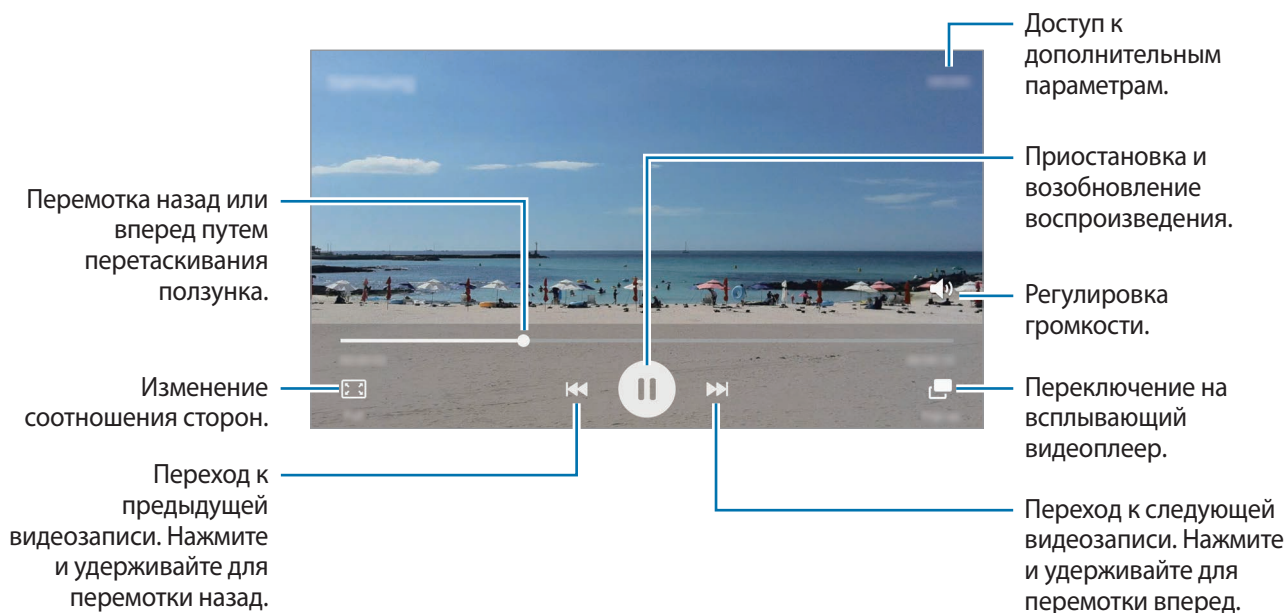 Доступ к
дополнительным
параметрам.
Приостановка и
возобновление
воспроизведения.
Перемотка назад или
вперед путем
перетаскивания
ползунка.
Регулировка
громкости.
Изменение
соотношения сторон.
Переключение на
всплывающий
видеоплеер.
Переход к
предыдущей
видеозаписи. Нажмите
и удерживайте для
перемотки назад.
Переход к следующей
видеозаписи. Нажмите
и удерживайте для
перемотки вперед.